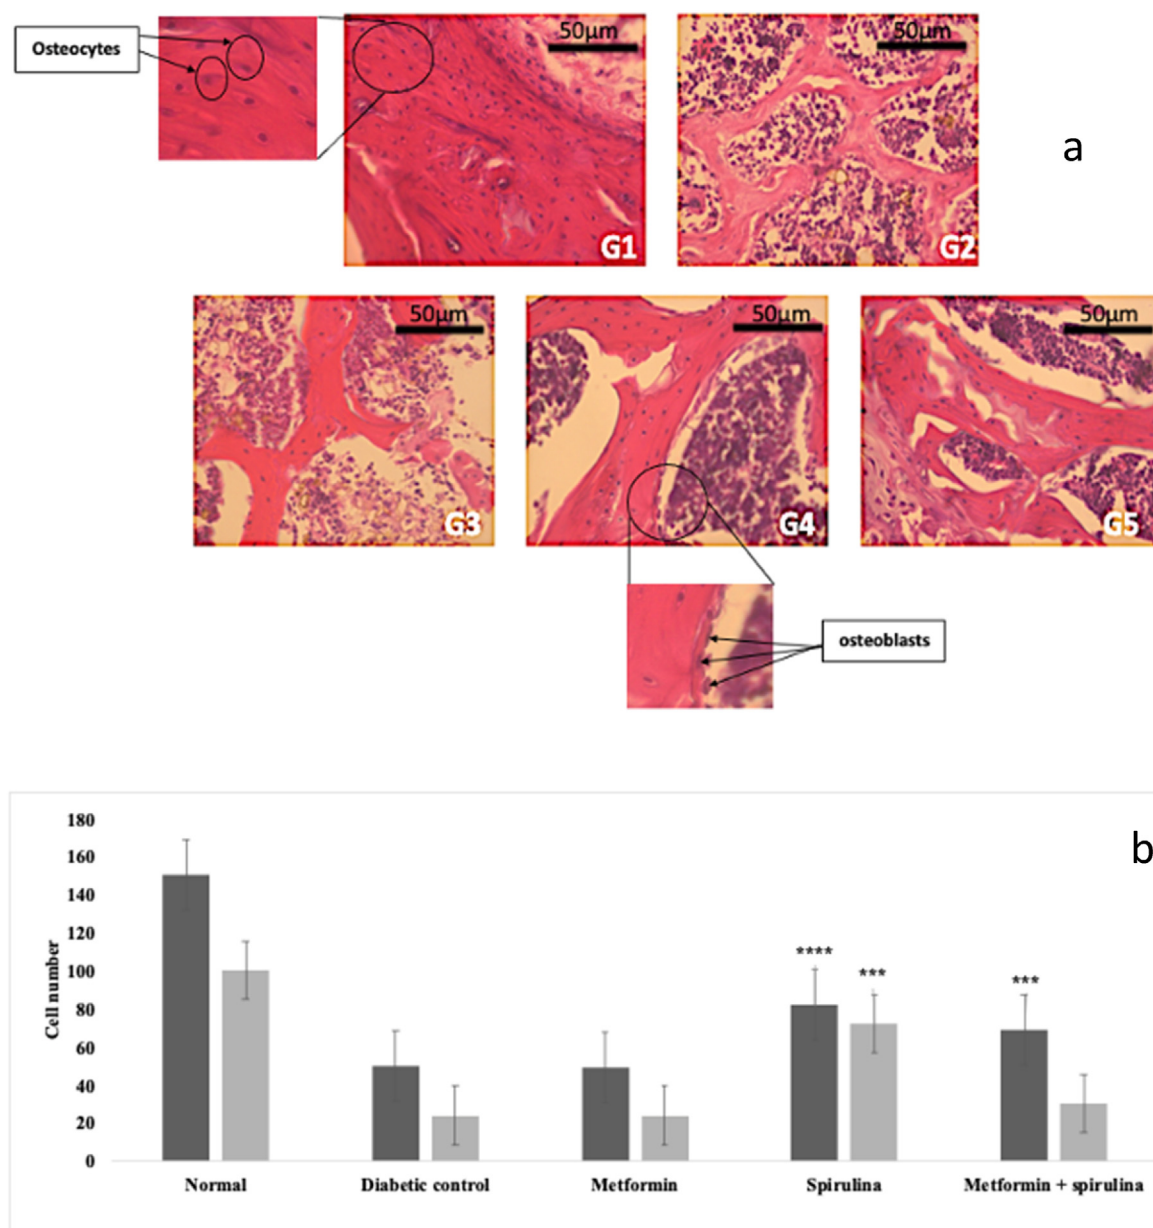 Osteocytes
50μm
G1
50μm
G2
a
50μm
G3
50μm
G4
50μm
G5
osteoblasts
b
Cell number
180
160
140
120
100
80
60
40
20
0
****
***
***
Normal
Diabetic control
Metformin
Spirulina
Metformin + spirulina